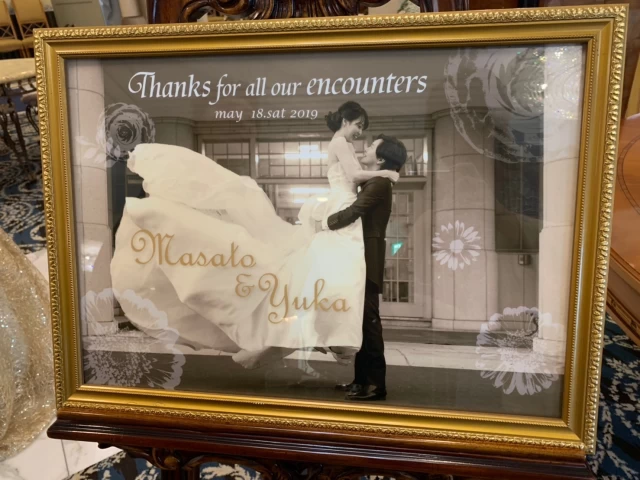 Thanks for all our encounters
may 18.sat 2019
Masato
& Yuka